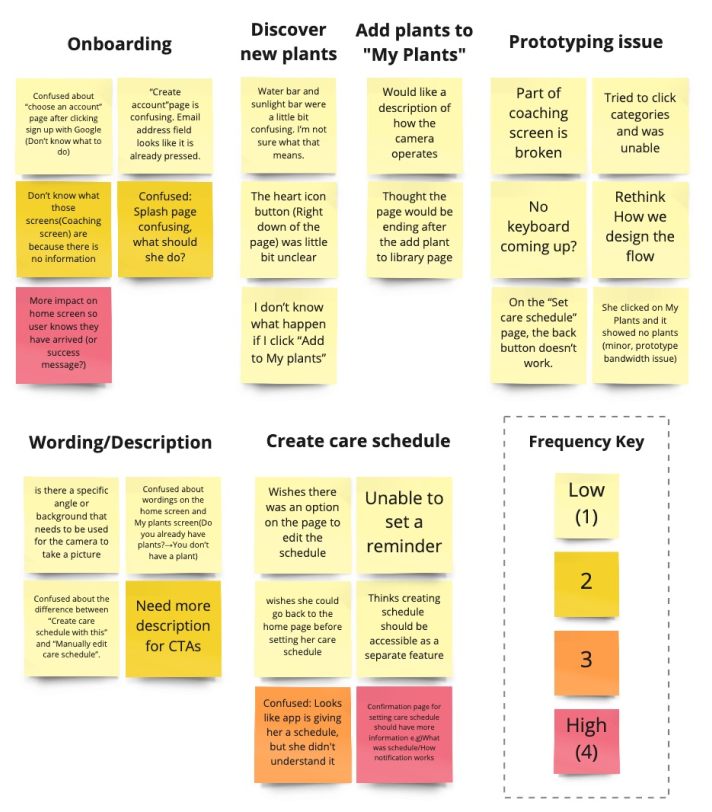 Onboarding
Confused about
"choose an account"
page after clicking
sign up with Google
(Don't know what to
do)
"Create
account"page is
confusing. Email
address field
looks like it is
already pressed.
Don't know what
those
screens(Coaching
screen) are
because there is
no information
Confused:
Splash page
confusing,
what should
she do?
More impact on
home screen so
user knows they
have arrived (or
success
message?)
Discover
new plants
Water bar and
sunlight bar were
a little bit
confusing. I'm not
sure what that
means.
The heart icon
button (Right
down of the
page) was little
bit unclear
I don't know
what happen
if I click "Add
to My plants"
Add plants to
"My Plants"
Would like a
description of
how the
camera
operates
Thought the
page would be
ending after
the add plant
to library page
Prototyping issue
Part of
coaching
screen is
broken
Tried to click
categories
and was
unable
No
keyboard
coming up?
Rethink
How we
design the
flow
On the "Set
care schedule"
page, the back
button doesn't
work.
She clicked on My
Plants and it
showed no plants
(minor, prototype
bandwidth issue)
Wording/Description
is there a specific
angle or
background that
needs to be used
for the camera to
take a picture
Confused about
wordings on the
home screen and
My plants screen(Do
you already have
plants?→You don't
have a plant)
Confused about the
difference between
"Create care
schedule with this"
and "Manually edit
care schedule".
Need more
description
for CTAs
Create care schedule
Wishes there
was an option
on the page to
edit the
schedule
Unable to
set a
reminder
wishes she could
go back to the
home page before
setting her care
schedule
Thinks creating
schedule
should be
accessible as a
separate feature
Confused: Looks
like app is giving
her a schedule,
but she didn't
understand it
Confirmation page for
setting care schedule
should have more
information e.g)What
was schedule/How
notification works
Frequency Key
Low
(1)
2
3
High
(4)